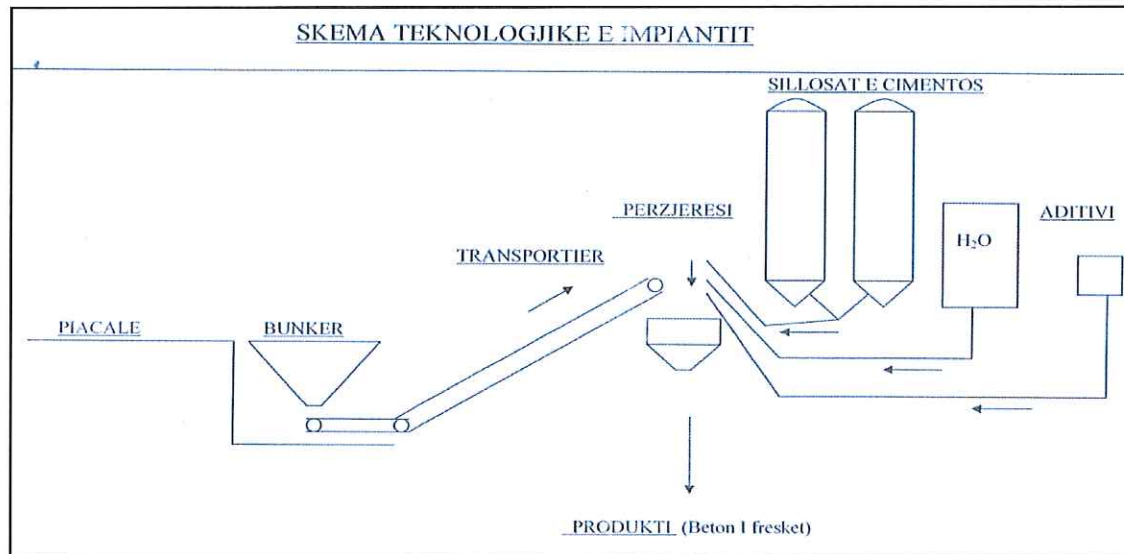 SKEMA TEKNOLOGJIKE E IMPIANTIT
SILLOSAT E CIMENTOS
PERZJERESI
ADITIVI
H₂O
TRANSPORTIER
PIACALE
BUNKER
PRODUKTI (Beton I fresket)